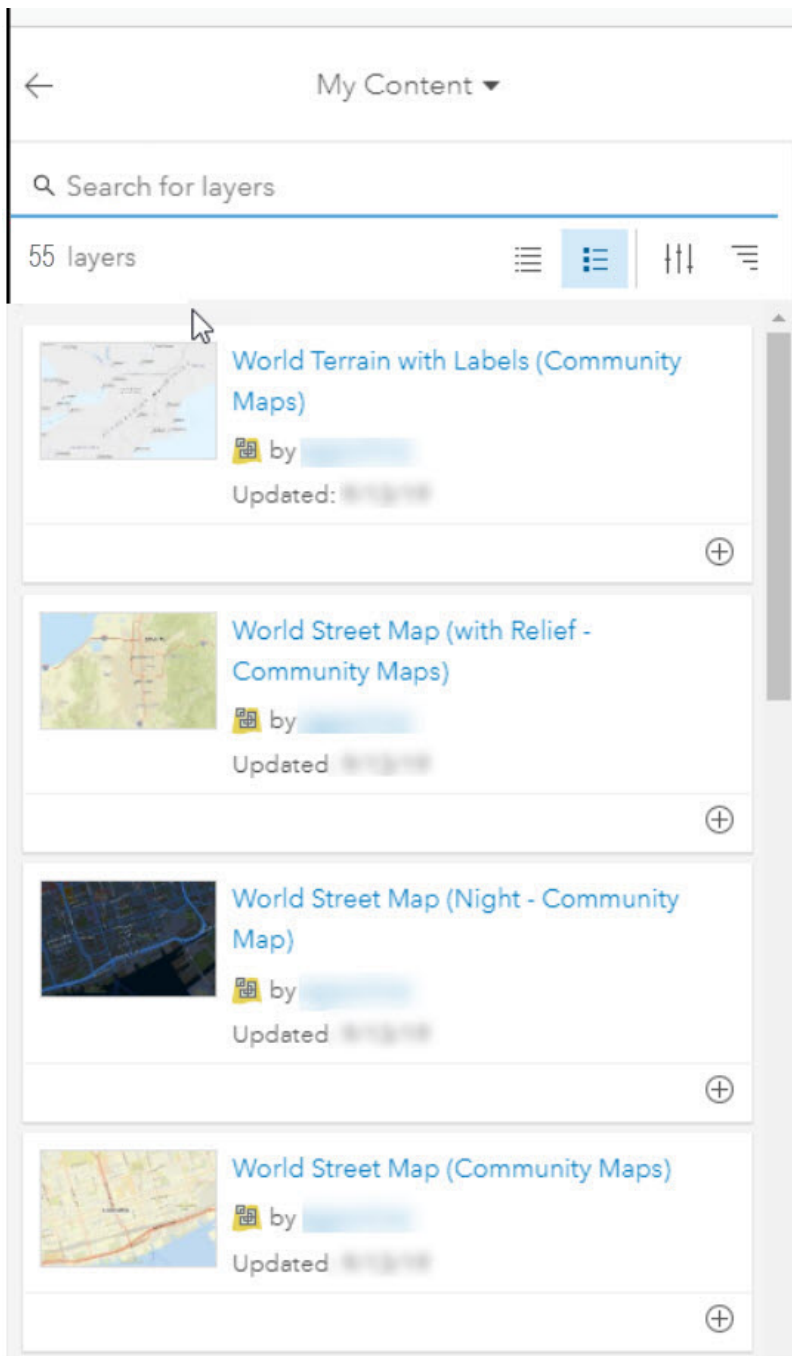 My Content
Search for layers
55 layers
World Terrain with Labels (Community
Maps)
by
Updated:
World Street Map (with Relief -
Community Maps)
by
Updated
World Street Map (Night - Community
Map)
by
Updated
World Street Map (Community Maps)
by
Updated